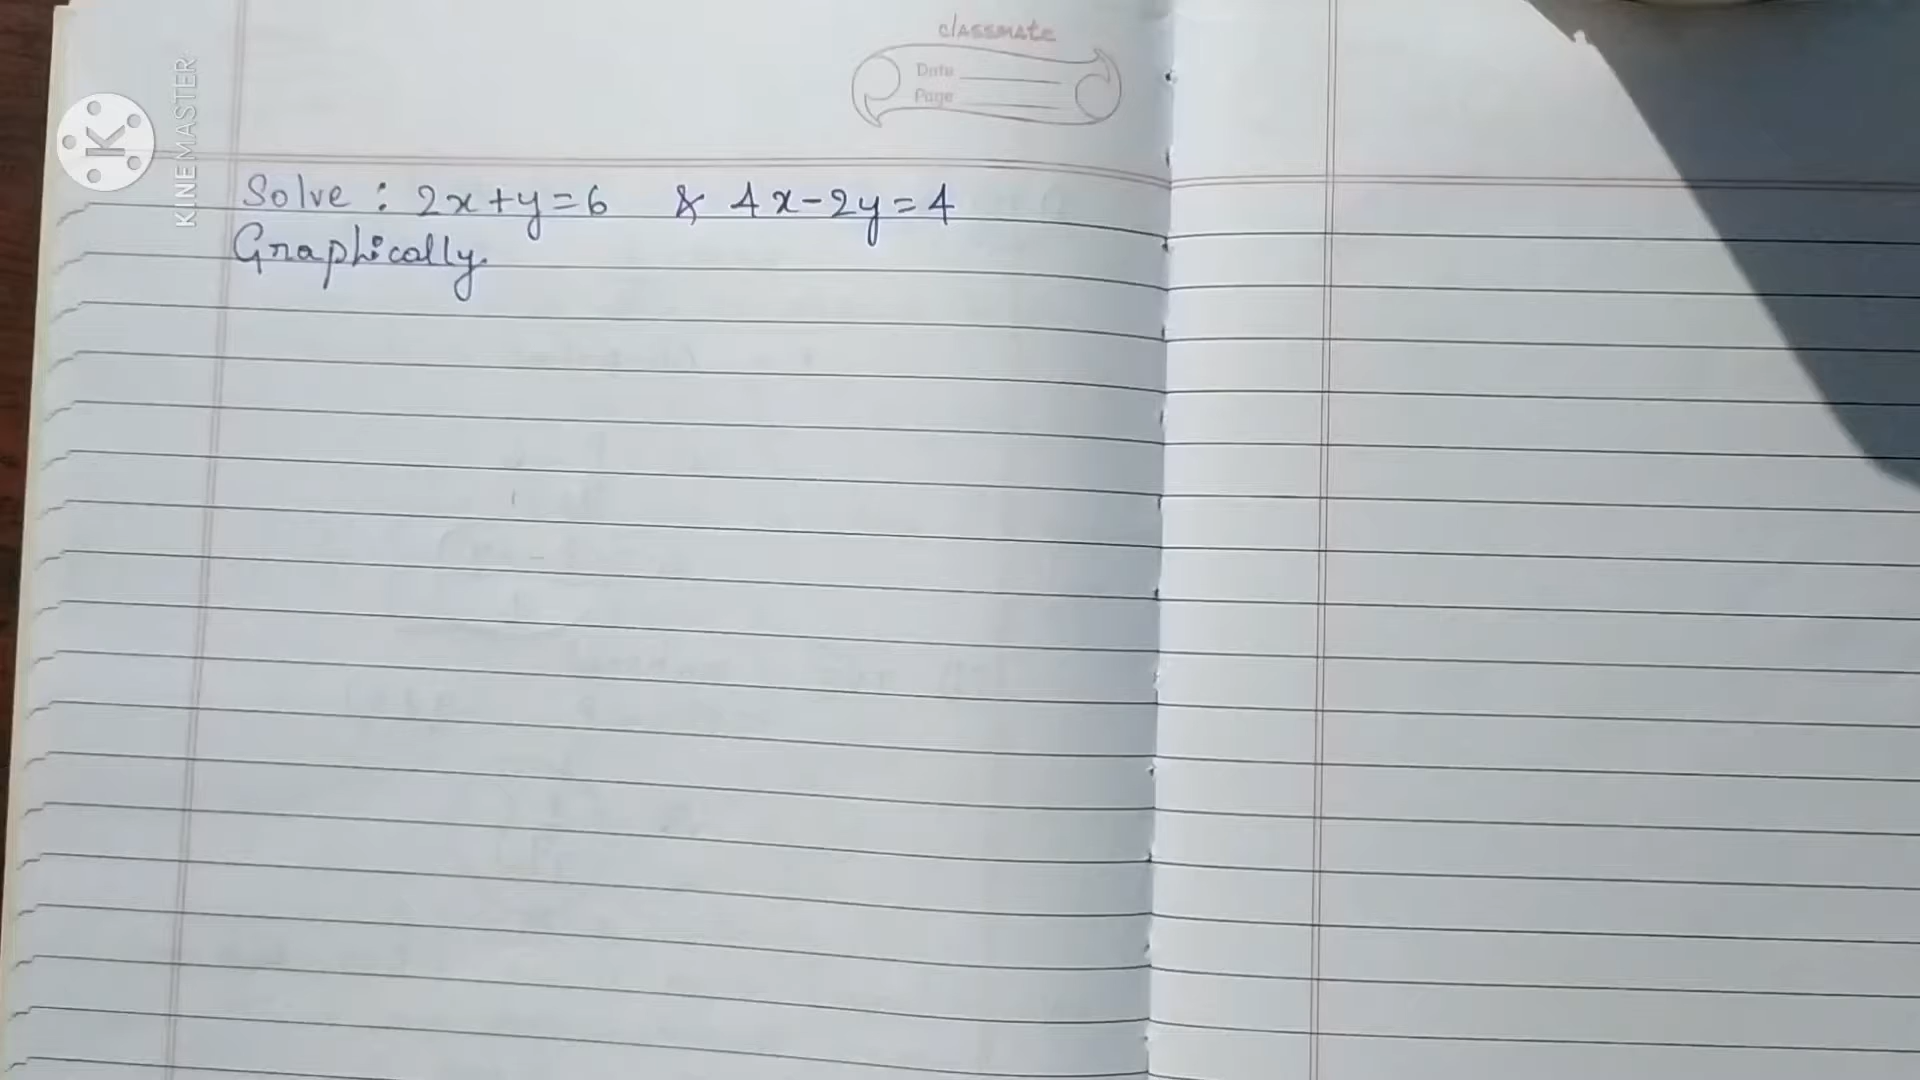 classmate
Date
Page
KINEMASTER
Solve : 2x+y=6 & 4x-2y=4
Graphically.